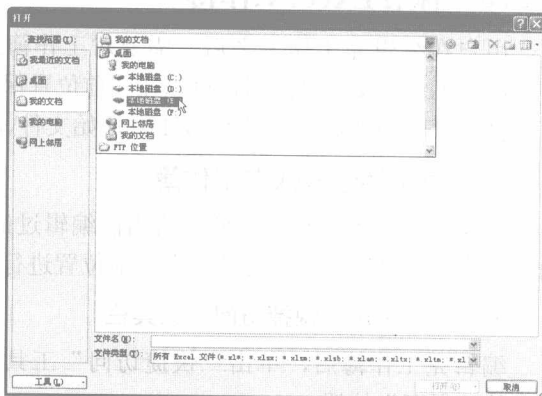 打开
查找范围(I):
我的文档
我最近的文档
桌面
我的文档
我的电脑
网上邻居
桌面
我的电脑
本地磁盘 (C:)
本地磁盘 (D:)
本地磁盘 (E:)
本地磁盘 (F:)
网上邻居
我的文档
FTP 位置
文件名(N):
文件类型(T):
所有 Excel 文件(*.xl*; *.xlsx; *.xlsm; *.xlsb; *.xlam; *.xltx; *.xltm; *.xl
工具(L)
打开(O)
取消